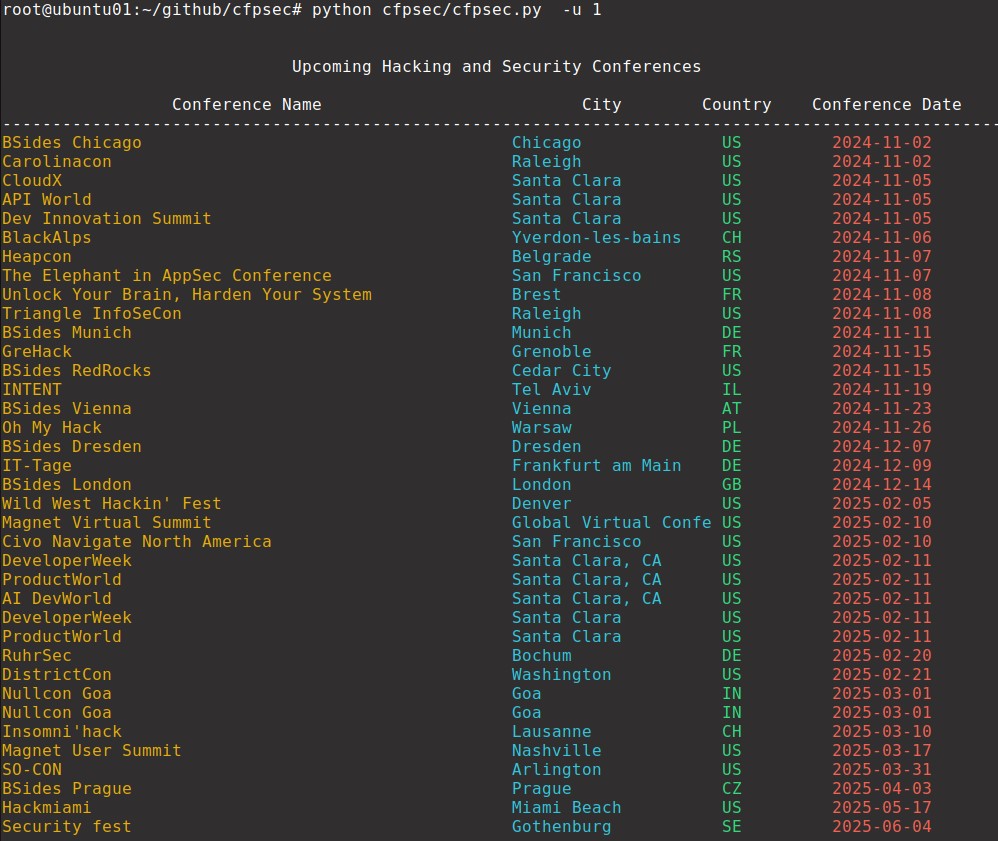 root@ubuntu01:~/github/cfpsec# python cfpsec/cfpsec.py  -u 1
Upcoming Hacking and Security Conferences
Conference Name City Country Conference Date
----------------------------------------------------------------------------------------------------
BSides Chicago Chicago US 2024-11-02
Carolinacon Raleigh US 2024-11-02
CloudX Santa Clara US 2024-11-05
API World Santa Clara US 2024-11-05
Dev Innovation Summit Santa Clara US 2024-11-05
BlackAlps Yverdon-les-bains CH 2024-11-06
Heapcon Belgrade RS 2024-11-07
The Elephant in AppSec Conference San Francisco US 2024-11-07
Unlock Your Brain, Harden Your System Brest FR 2024-11-08
Triangle InfoSeCon Raleigh US 2024-11-08
BSides Munich Munich DE 2024-11-11
GreHack Grenoble FR 2024-11-15
BSides RedRocks Cedar City US 2024-11-15
INTENT Tel Aviv IL 2024-11-19
BSides Vienna Vienna AT 2024-11-23
Oh My Hack Warsaw PL 2024-11-26
BSides Dresden Dresden DE 2024-12-07
IT-Tage Frankfurt am Main DE 2024-12-09
BSides London London GB 2024-12-14
Wild West Hackin' Fest Denver US 2025-02-05
Magnet Virtual Summit Global Virtual Confe US 2025-02-10
Civo Navigate North America San Francisco US 2025-02-10
DeveloperWeek Santa Clara, CA US 2025-02-11
ProductWorld Santa Clara, CA US 2025-02-11
AI DevWorld Santa Clara, CA US 2025-02-11
DeveloperWeek Santa Clara US 2025-02-11
ProductWorld Santa Clara US 2025-02-11
RuhrSec Bochum DE 2025-02-20
DistrictCon Washington US 2025-02-21
Nullcon Goa Goa IN 2025-03-01
Nullcon Goa Goa IN 2025-03-01
Insomni'hack Lausanne CH 2025-03-10
Magnet User Summit Nashville US 2025-03-17
SO-CON Arlington US 2025-03-31
BSides Prague Prague CZ 2025-04-03
Hackmiami Miami Beach US 2025-05-17
Security fest Gothenburg SE 2025-06-04